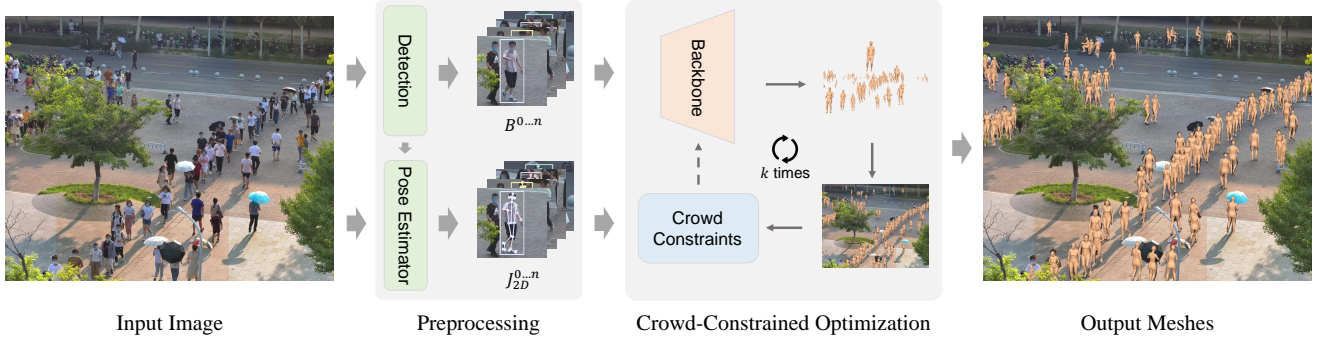 Detection
Pose Estimator
B^{0…n}
J_{2D}^{0…n}
Backbone
k times
Crowd
Constraints
Input Image
Preprocessing
Crowd-Constrained Optimization
Output Meshes